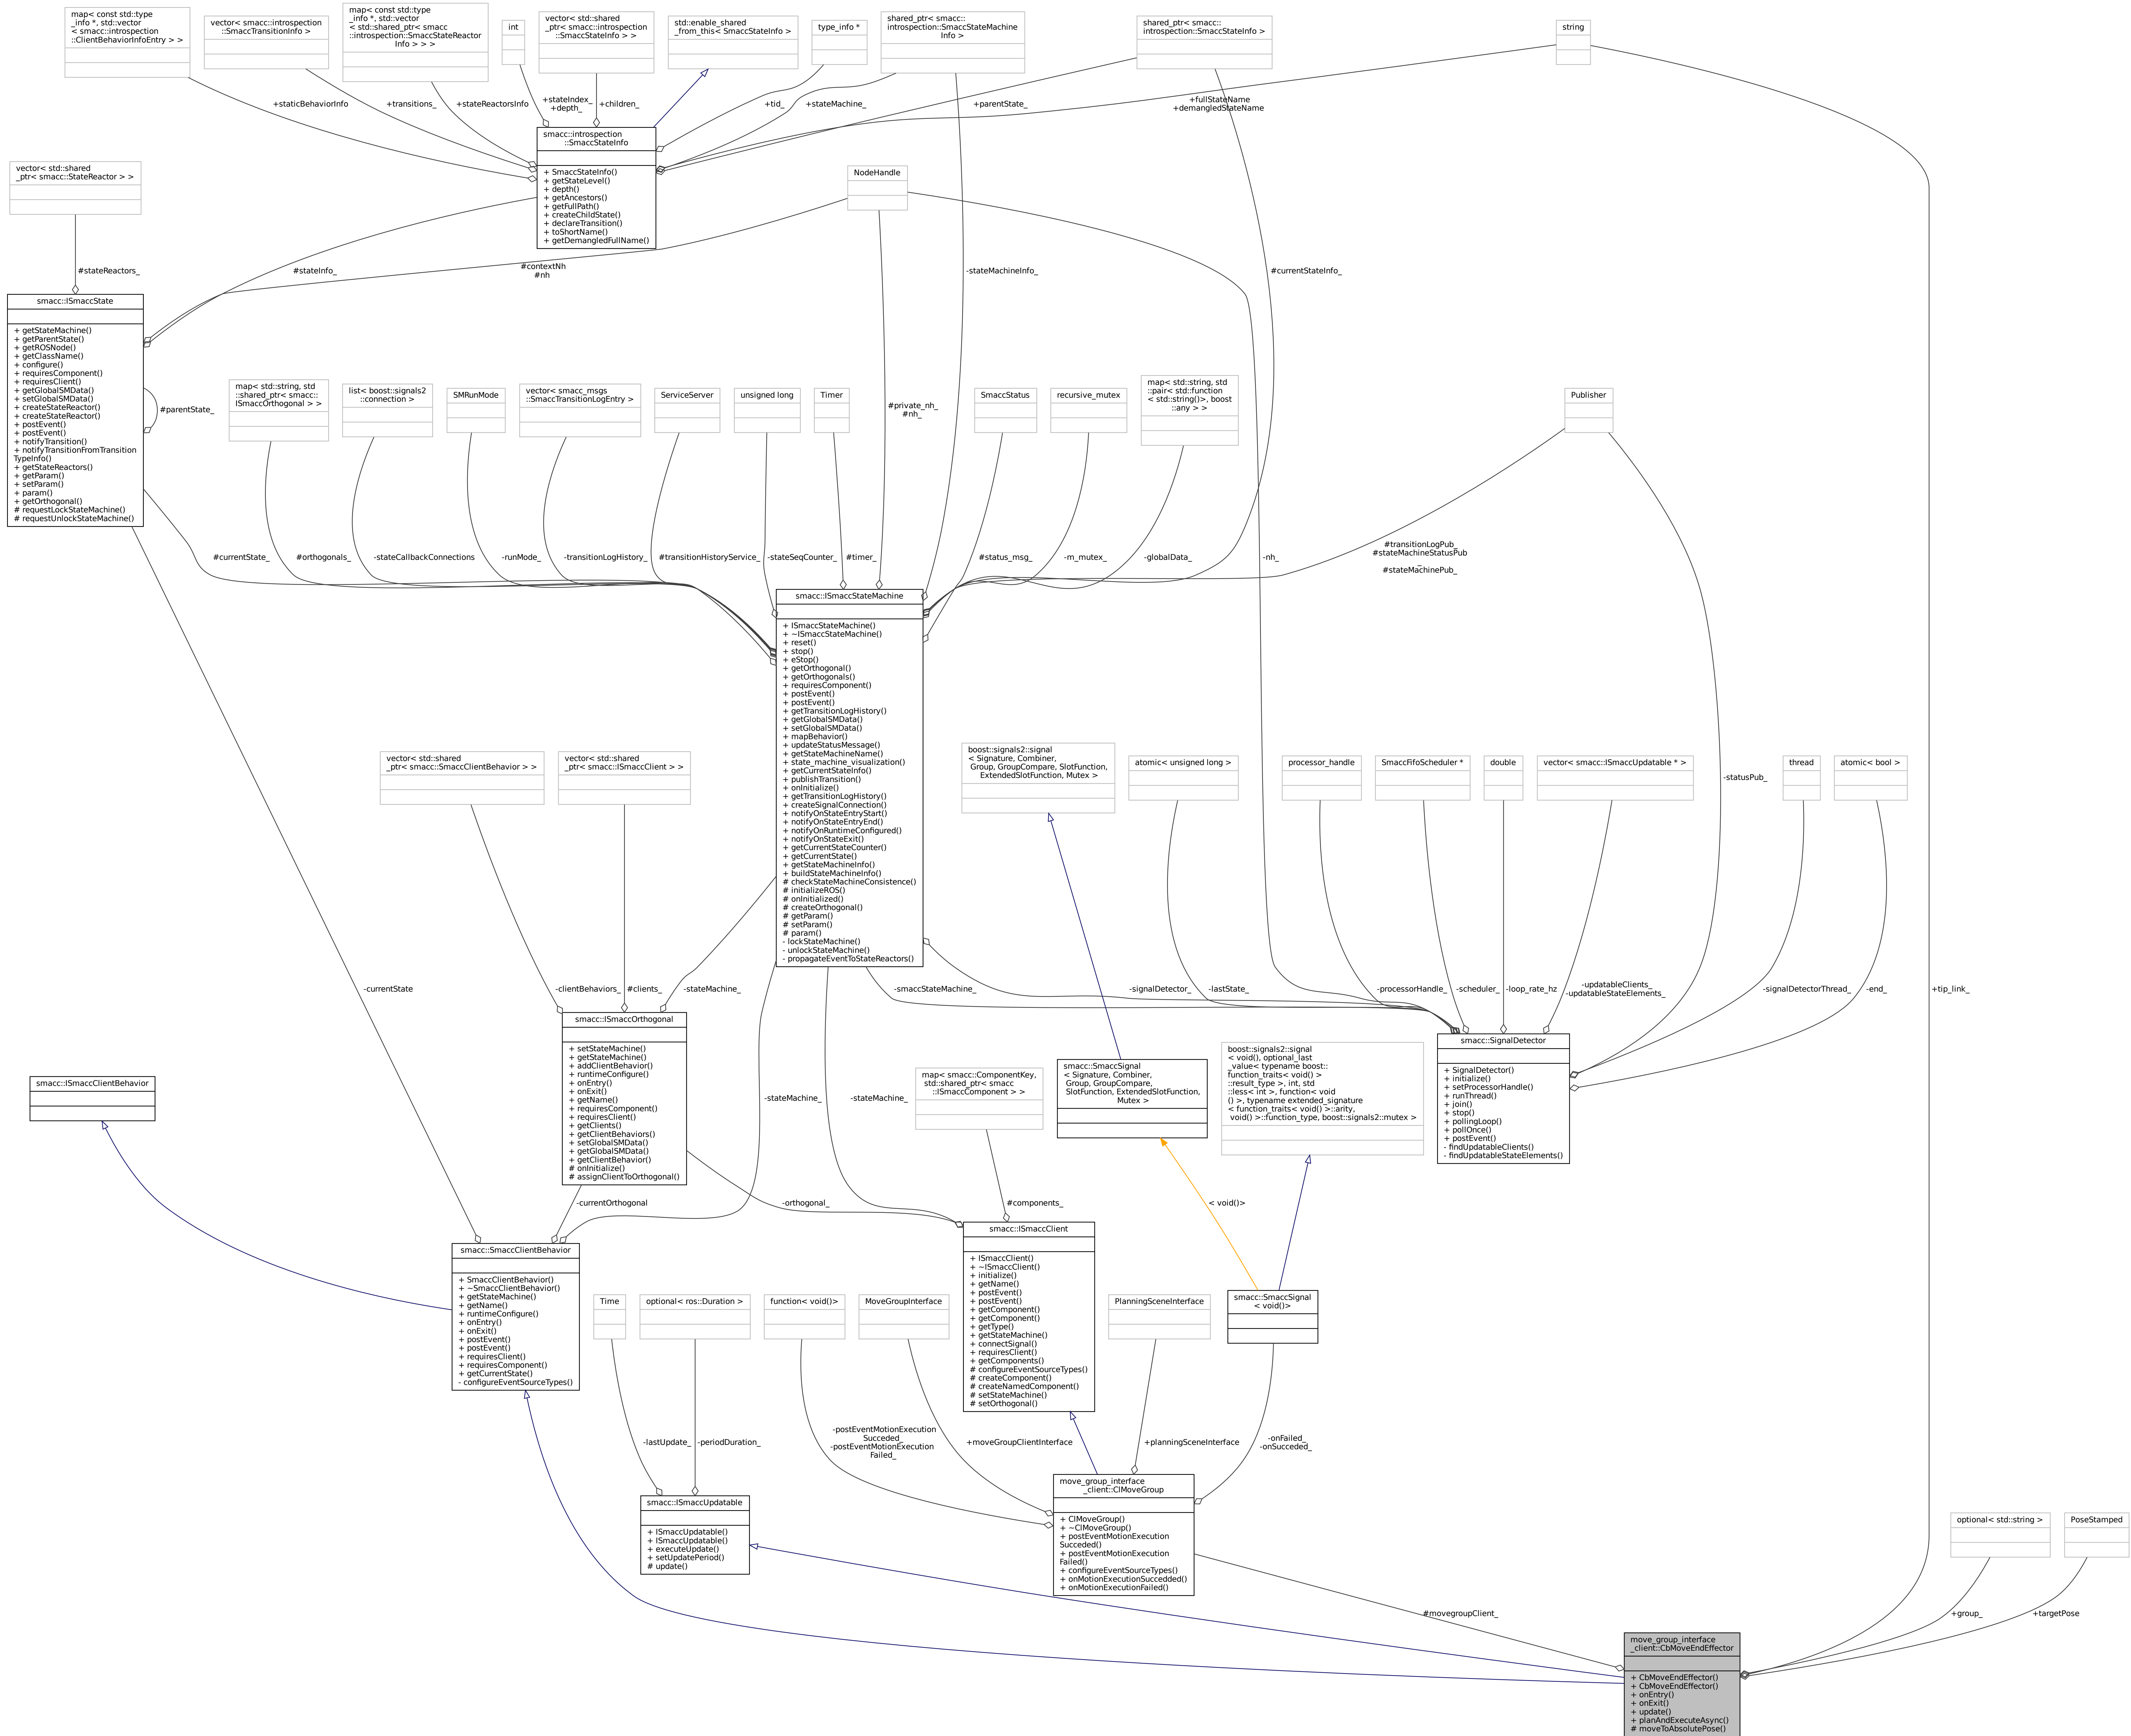 map< const std::type
_info *, std::vector
< smacc::introspection
::ClientBehaviorInfoEntry > >
vector< smacc::introspection
::SmaccTransitionInfo >
map< const std::type
_info *, std::vector
< std::shared_ptr< smacc
::introspection::SmaccStateReactor
Info > > >
int
vector< std::shared
_ptr< smacc::introspection
::SmaccStateInfo > >
std::enable_shared
_from_this< SmaccStateInfo >
type_info *
shared_ptr< smacc::
introspection::SmaccStateMachine
Info >
shared_ptr< smacc::
introspection::SmaccStateInfo >
string
+staticBehaviorInfo
+transitions_
+stateReactorsInfo
+stateIndex_
+depth_
+children_
+tid_
+stateMachine_
+parentState_
+fullStateName
+demangledStateName
smacc::introspection
::SmaccStateInfo
+ SmaccStateInfo()
+ getStateLevel()
+ depth()
+ getAncestors()
+ getFullPath()
+ createChildState()
+ declareTransition()
+ toShortName()
+ getDemangledFullName()
vector< std::shared
_ptr< smacc::StateReactor > >
NodeHandle
#stateReactors_
#stateInfo_
#contextNh
#nh
-stateMachineInfo_
#currentStateInfo_
smacc::ISmaccState
+ getStateMachine()
+ getParentState()
+ getROSNode()
+ getClassName()
+ configure()
+ requiresComponent()
+ requiresClient()
+ getGlobalSMData()
+ setGlobalSMData()
+ createStateReactor()
+ createStateReactor()
+ postEvent()
+ postEvent()
+ notifyTransition()
+ notifyTransitionFromTransition
TypeInfo()
+ getStateReactors()
+ getParam()
+ setParam()
+ param()
+ getOrthogonal()
# requestLockStateMachine()
# requestUnlockStateMachine()
#parentState_
map< std::string, std
::shared_ptr< smacc::
ISmaccOrthogonal > >
list< boost::signals2
::connection >
SMRunMode
vector< smacc_msgs
::SmaccTransitionLogEntry >
ServiceServer
unsigned long
Timer
#private_nh_
#nh_
SmaccStatus
recursive_mutex
map< std::string, std
::pair< std::function
< std::string()>, boost
::any > >
Publisher
#currentState_
#orthogonals_
-stateCallbackConnections
-runMode_
-transitionLogHistory_
#transitionHistoryService_
-stateSeqCounter_
#timer_
#status_msg_
-m_mutex_
-globalData_
-nh_
#transitionLogPub_
#stateMachineStatusPub
_
#stateMachinePub_
smacc::ISmaccStateMachine
+ ISmaccStateMachine()
+ ~ISmaccStateMachine()
+ reset()
+ stop()
+ eStop()
+ getOrthogonal()
+ getOrthogonals()
+ requiresComponent()
+ postEvent()
+ postEvent()
+ getTransitionLogHistory()
+ getGlobalSMData()
+ setGlobalSMData()
+ mapBehavior()
+ updateStatusMessage()
+ getStateMachineName()
+ state_machine_visualization()
+ getCurrentStateInfo()
+ publishTransition()
+ onInitialize()
+ getTransitionLogHistory()
+ createSignalConnection()
+ notifyOnStateEntryStart()
+ notifyOnStateEntryEnd()
+ notifyOnRuntimeConfigured()
+ notifyOnStateExit()
+ getCurrentStateCounter()
+ getCurrentState()
+ getStateMachineInfo()
+ buildStateMachineInfo()
# checkStateMachineConsistence()
# initializeROS()
# onInitialized()
# createOrthogonal()
# getParam()
# setParam()
# param()
- lockStateMachine()
- unlockStateMachine()
- propagateEventToStateReactors()
vector< std::shared
_ptr< smacc::SmaccClientBehavior > >
vector< std::shared
_ptr< smacc::ISmaccClient > >
boost::signals2::signal
< Signature, Combiner,
Group, GroupCompare, SlotFunction,
ExtendedSlotFunction, Mutex >
atomic< unsigned long >
processor_handle
SmaccFifoScheduler *
double
vector< smacc::ISmaccUpdatable * >
-statusPub_
thread
atomic< bool >
-currentState
-clientBehaviors_
#clients_
-stateMachine_
-smaccStateMachine_
-signalDetector_
-lastState_
-processorHandle_
-scheduler_
-loop_rate_hz
-updatableClients_
-updatableStateElements_
-signalDetectorThread_
-end_
+tip_link_
smacc::ISmaccOrthogonal
+ setStateMachine()
+ getStateMachine()
+ addClientBehavior()
+ runtimeConfigure()
+ onEntry()
+ onExit()
+ getName()
+ requiresComponent()
+ requiresClient()
+ getClients()
+ getClientBehaviors()
+ setGlobalSMData()
+ getGlobalSMData()
+ getClientBehavior()
# onInitialize()
# assignClientToOrthogonal()
smacc::SignalDetector
+ SignalDetector()
+ initialize()
+ setProcessorHandle()
+ runThread()
+ join()
+ stop()
+ pollingLoop()
+ pollOnce()
+ postEvent()
- findUpdatableClients()
- findUpdatableStateElements()
smacc::ISmaccClientBehavior
-stateMachine_
-stateMachine_
map< smacc::ComponentKey,
std::shared_ptr< smacc
::ISmaccComponent > >
smacc::SmaccSignal
< Signature, Combiner,
Group, GroupCompare,
SlotFunction, ExtendedSlotFunction,
Mutex >
boost::signals2::signal
< void(), optional_last
_value< typename boost::
function_traits< void()
::result_type >, int, std
::less< int >, function< void
() >, typename extended_signature
< function_traits< void() >::arity,
void() >::function_type, boost::signals2::mutex >
-currentOrthogonal
-orthogonal_
#components_
< void()>
smacc::SmaccClientBehavior
+ SmaccClientBehavior()
+ ~SmaccClientBehavior()
+ getStateMachine()
+ getName()
+ runtimeConfigure()
+ onEntry()
+ onExit()
+ postEvent()
+ postEvent()
+ requiresClient()
+ requiresComponent()
+ getCurrentState()
- configureEventSourceTypes()
Time
optional< ros::Duration >
function< void()>
MoveGroupInterface
smacc::ISmaccClient
+ ISmaccClient()
+ ~ISmaccClient()
+ initialize()
+ getName()
+ postEvent()
+ postEvent()
+ getComponent()
+ getComponent()
+ getType()
+ getStateMachine()
+ connectSignal()
+ requiresClient()
+ getComponents()
# configureEventSourceTypes()
# createComponent()
# createNamedComponent()
# setStateMachine()
# setOrthogonal()
PlanningSceneInterface
smacc::SmaccSignal
< void()>
-lastUpdate_
-periodDuration_
-postEventMotionExecution
Succeded_
-postEventMotionExecution
Failed_
+moveGroupClientInterface
+planningSceneInterface
-onFailed_
-onSucceded_
smacc::ISmaccUpdatable
+ ISmaccUpdatable()
+ ISmaccUpdatable()
+ executeUpdate()
+ setUpdatePeriod()
# update()
move_group_interface
_client::ClMoveGroup
+ ClMoveGroup()
+ ~ClMoveGroup()
+ postEventMotionExecution
Succeded()
+ postEventMotionExecution
Failed()
+ configureEventSourceTypes()
+ onMotionExecutionSuccedded()
+ onMotionExecutionFailed()
optional< std::string >
PoseStamped
#movegroupClient_
+group_
+targetPose
move_group_interface
_client::CbMoveEndEffector
+ CbMoveEndEffector()
+ CbMoveEndEffector()
+ onEntry()
+ onExit()
+ update()
+ planAndExecuteAsync()
# moveToAbsolutePose()